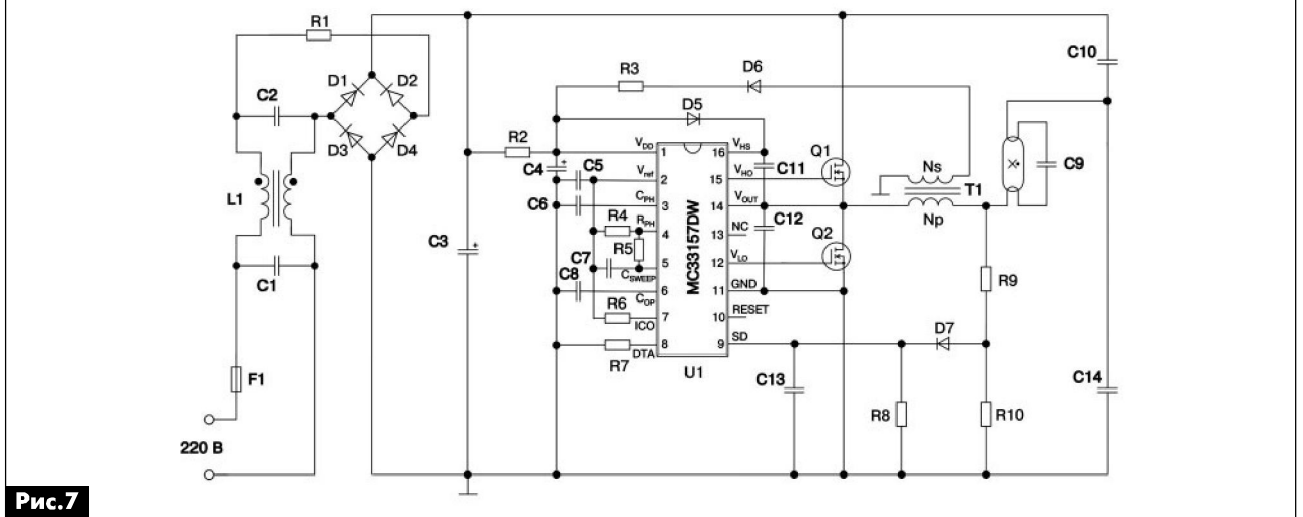 R1
C10
D1
D2
R3
D6
C2
D5
D3
D4
R2
VDD
1
16
VHS
Q1
C4
+
C5
Vref
2
15
VHO
C11
Ns
X
C9
C6
CPH
3
14
VOUT
T1
L1
R4
RPH
4
13
NC
C12
Np
C3
+
R5
MC33157DW
Q2
C7
5
12
VLO
C8
CSWEEP
C1
6
11
GND
R9
COP
R6
7
10
RESET
ICO
D7
8
9
SD
R7
DTA
U1
F1
C13
C14
R8
R10
220 В
Рис.7